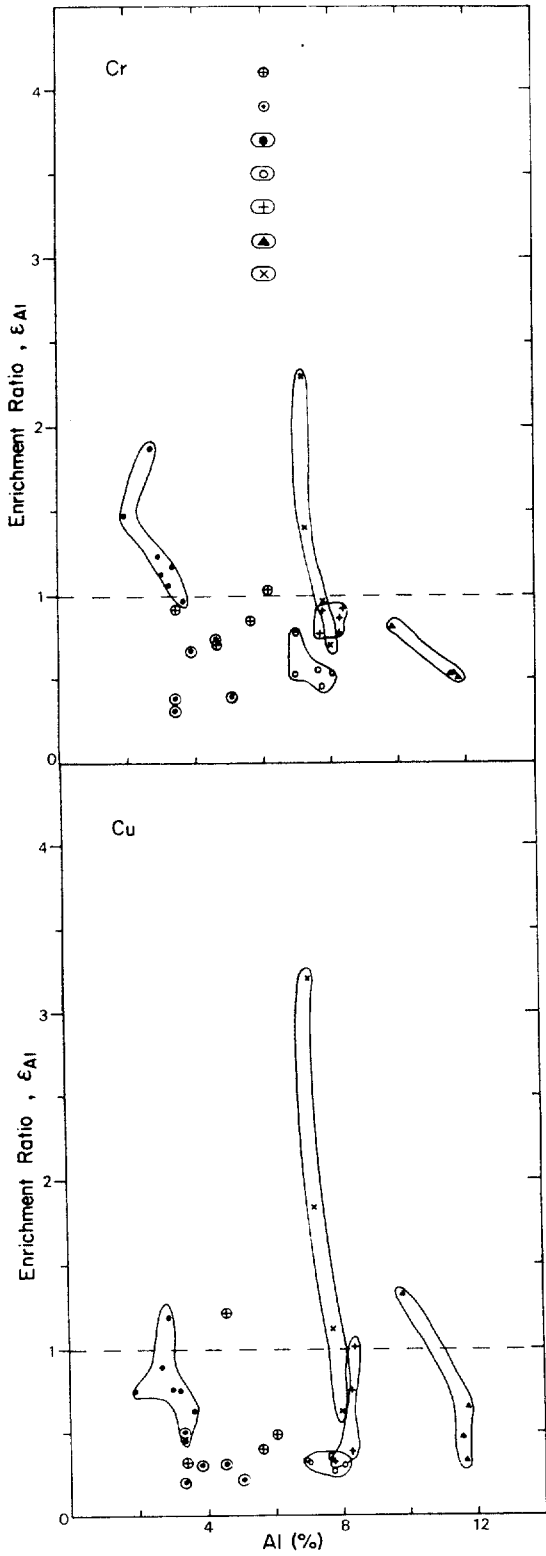 Cr
4
3
2
1
0
Enrichment Ratio , εAl
Cu
4
3
2
1
0
Enrichment Ratio , εAl
4
8
12
Al (%)